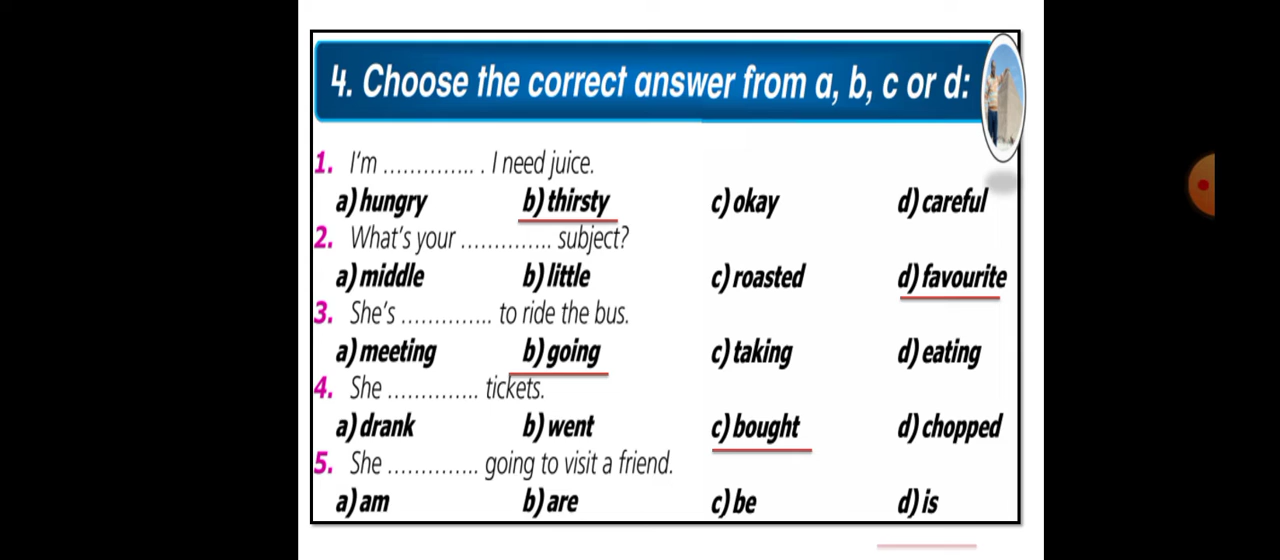 4. Choose the correct answer from a, b, c or d:
1. I'm .............. . I need juice.
a) hungry b) thirsty c) okay d) careful
2. What's your .............. subject?
a) middle b) little c) roasted d) favourite
3. She's .............. to ride the bus.
a) meeting b) going c) taking d) eating
4. She .............. tickets.
a) drank b) went c) bought d) chopped
5. She .............. going to visit a friend.
a) am b) are c) be d) is